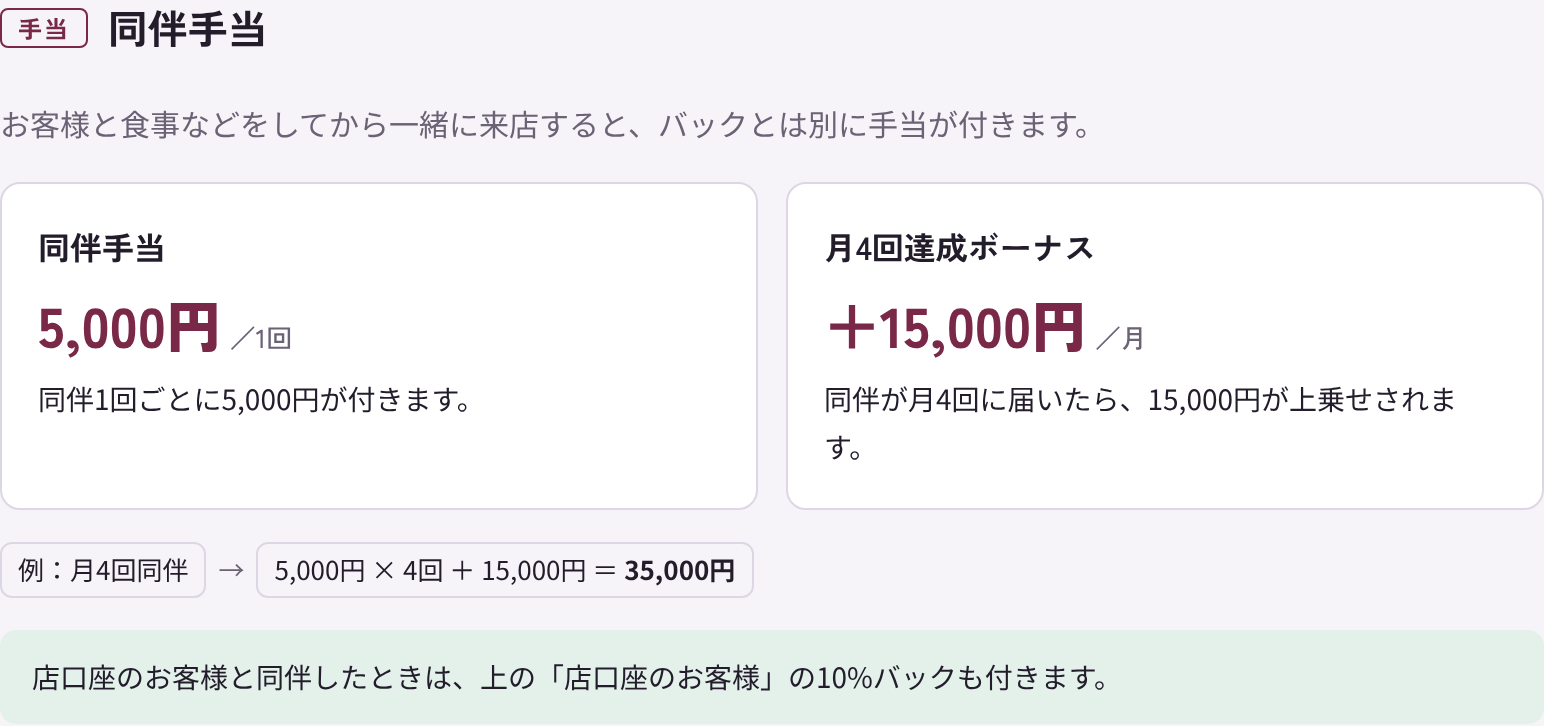 手当 同伴手当
お客様と食事などをしてから一緒に来店すると、バックとは別に手当が付きます。
同伴手当
5,000円 ／1回
同伴1回ごとに5,000円が付きます。
月4回達成ボーナス
＋15,000円 ／月
同伴が月4回に届いたら、15,000円が上乗せされま
す。
例：月4回同伴 → 5,000円 × 4回 ＋ 15,000円 ＝ 35,000円
店口座のお客様と同伴したときは、上の「店口座のお客様」の10%バックも付きます。